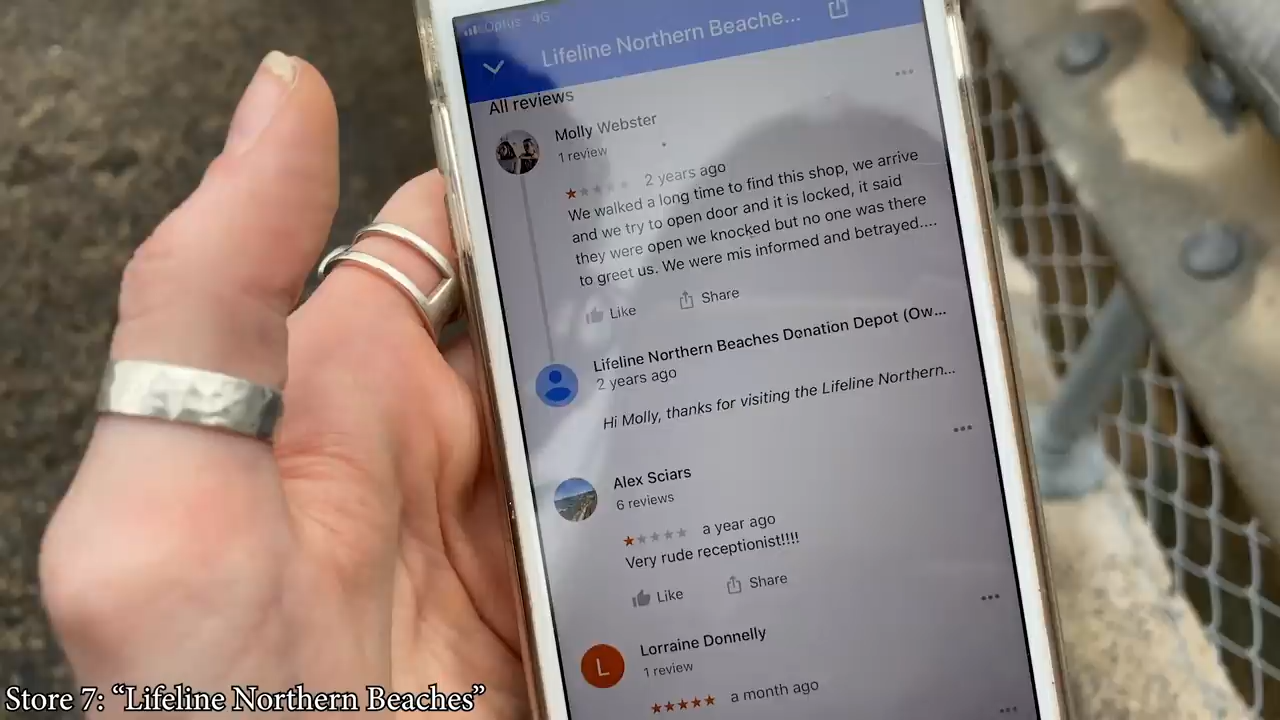 Optus 4G
Lifeline Northern Beache...
All reviews
Molly Webster
1 review
2 years ago
We walked a long time to find this shop, we arrive
and we try to open door and it is locked, it said
they were open we knocked but no one was there
to greet us. We were mis informed and betrayed....
Like Share
Lifeline Northern Beaches Donation Depot (Ow...
2 years ago
Hi Molly, thanks for visiting the Lifeline Northern...
Alex Sciars
6 reviews
a year ago
Very rude receptionist!!!!
Like Share
L
Lorraine Donnelly
1 review
a month ago
Store 7: “Lifeline Northern Beaches”